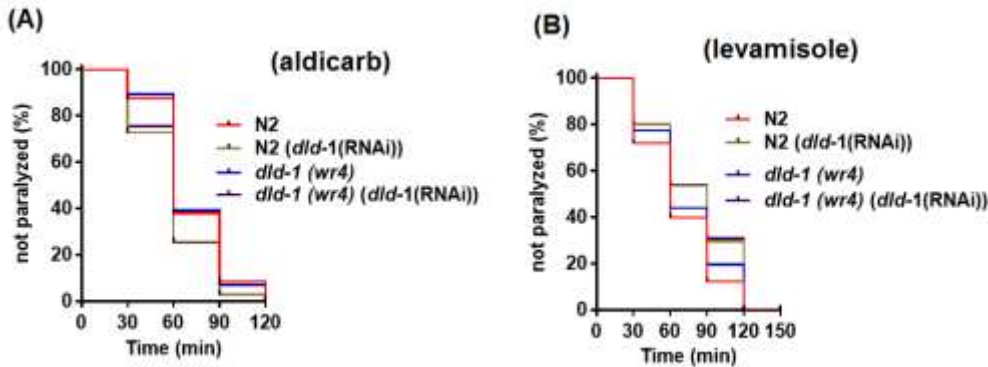 (A)
(aldicarb)
not paralyzed (%)
100
80
60
40
20
0
0 30 60 90 120
Time (min)
N2
N2 (dld-1(RNAi))
dld-1 (wr4)
dld-1 (wr4) (dld-1(RNAi))
(B)
(levamisole)
not paralyzed (%)
100
80
60
40
20
0
0 30 60 90 120 150
Time (min)
N2
N2 (dld-1(RNAi))
dld-1 (wr4)
dld-1 (wr4) (dld-1(RNAi))